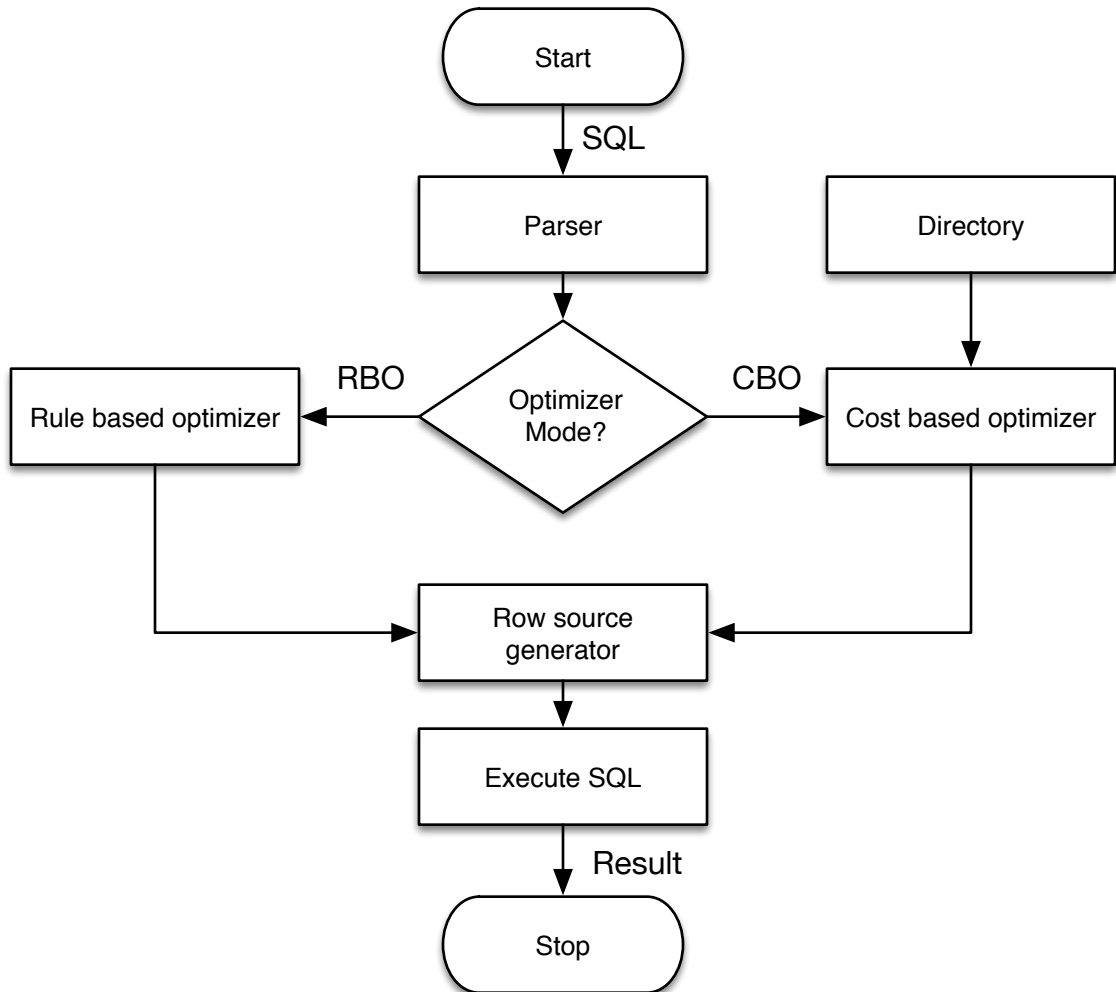 Start
SQL
Parser
Directory
RBO
CBO
Rule based optimizer
Optimizer
Mode?
Cost based optimizer
Row source
generator
Execute SQL
Result
Stop